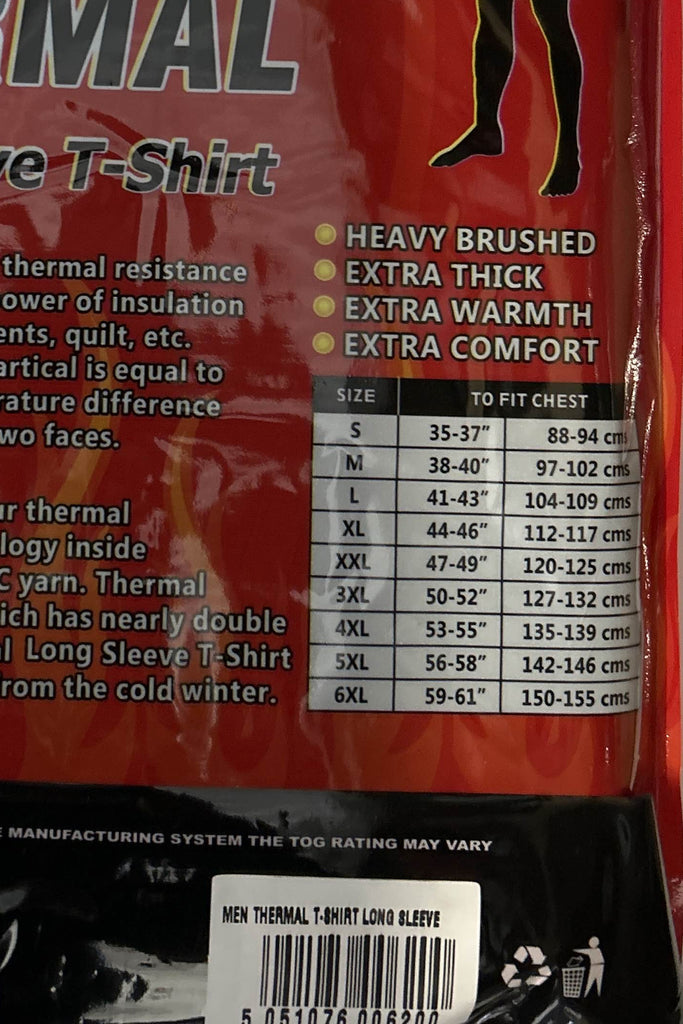 MAL
T-Shirt
thermal resistance
ower of insulation
ents, quilt, etc.
artical is equal to
rature difference
wo faces.
ur thermal
logy inside
C yarn. Thermal
ich has nearly double
l Long Sleeve T-Shirt
rom the cold winter.
HEAVY BRUSHED
EXTRA THICK
EXTRA WARMTH
EXTRA COMFORT
SIZE TO FIT CHEST
S 35-37" 88-94 cms
M 38-40" 97-102 cms
L 41-43" 104-109 cms
XL 44-46" 112-117 cms
XXL 47-49" 120-125 cms
3XL 50-52" 127-132 cms
4XL 53-55" 135-139 cms
5XL 56-58" 142-146 cms
6XL 59-61" 150-155 cms
MANUFACTURING SYSTEM THE TOG RATING MAY VARY
MEN THERMAL T-SHIRT LONG SLEEVE
5 051076 006200